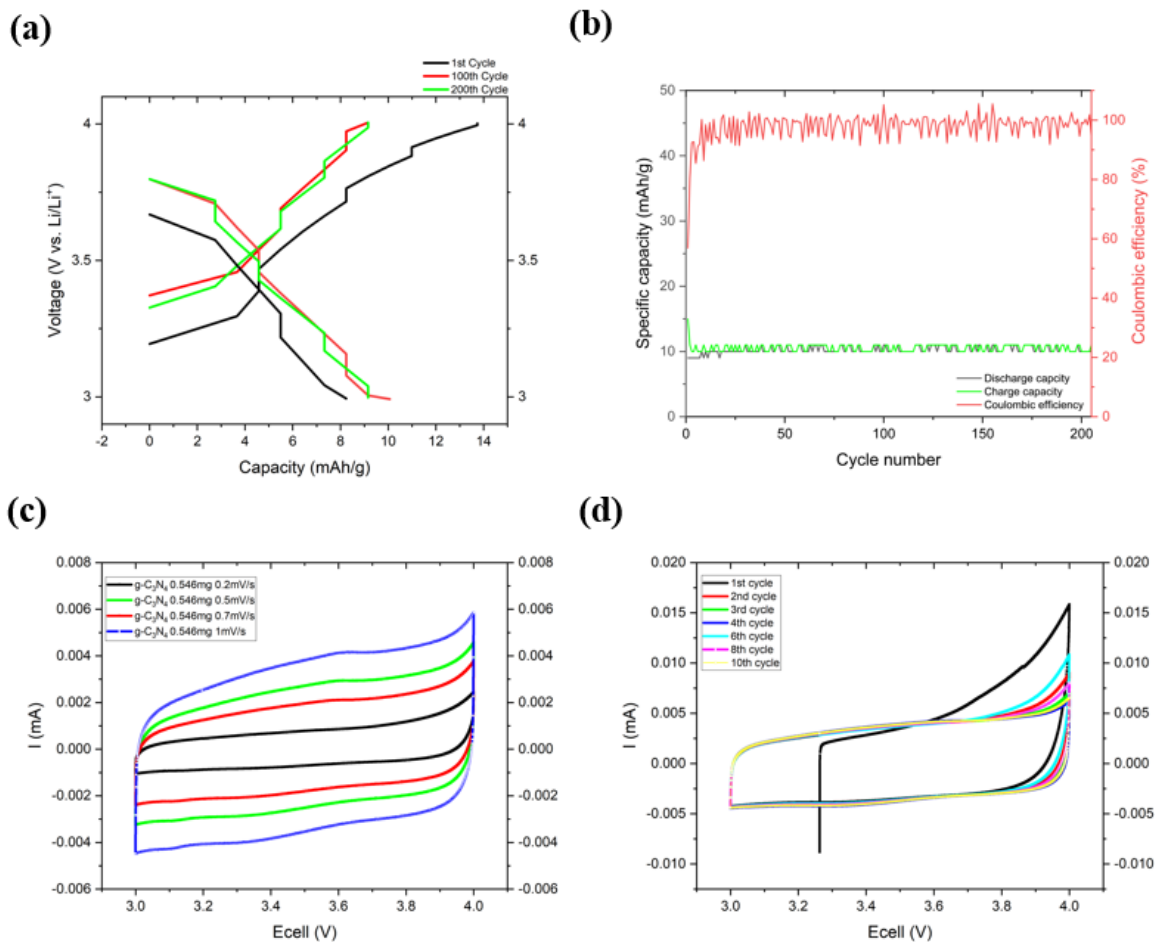 (a)
1st Cycle
100th Cycle
200th Cycle
4
3.5
3
4
3.5
3
Voltage (V vs. Li/Li⁺)
-2 0 2 4 6 8 10 12 14
Capacity (mAh/g)
(b)
50
45
40
35
30
25
20
15
10
5
0
Specific capacity (mAh/g)
100
80
60
40
20
0
Coulombic efficiency (%)
Discharge capcity
Charge capacity
Coulombic efficiency
0 50 100 150 200
Cycle number
(c)
0.008
0.006
0.004
0.002
0.000
-0.002
-0.004
-0.006
I (mA)
g-C₃N₄ 0.546mg 0.2mV/s
g-C₃N₄ 0.546mg 0.5mV/s
g-C₃N₄ 0.546mg 0.7mV/s
g-C₃N₄ 0.546mg 1mV/s
0.008
0.006
0.004
0.002
0.000
-0.002
-0.004
-0.006
3.0 3.2 3.4 3.6 3.8 4.0
Ecell (V)
(d)
0.020
0.015
0.010
0.005
0.000
-0.005
-0.010
I (mA)
1st cycle
2nd cycle
3rd cycle
4th cycle
6th cycle
8th cycle
10th cycle
0.020
0.015
0.010
0.005
0.000
-0.005
-0.010
3.0 3.2 3.4 3.6 3.8 4.0
Ecell (V)